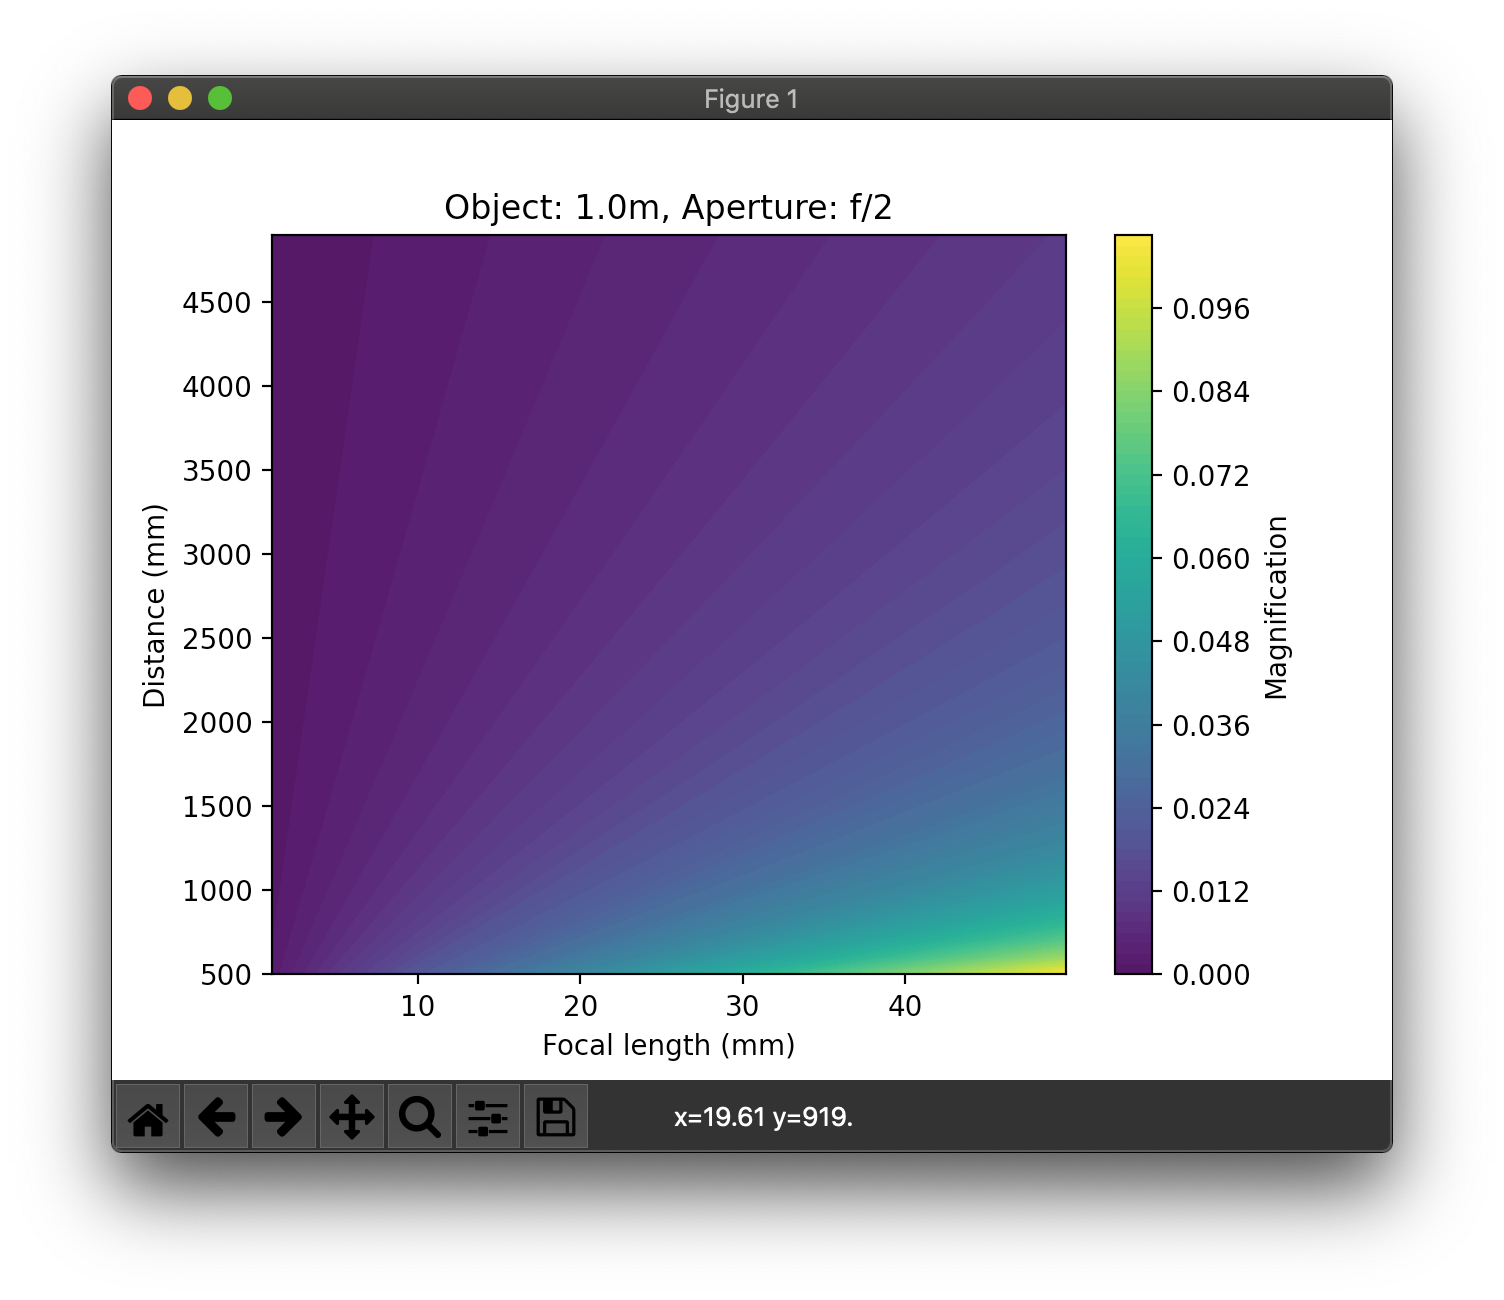 Figure 1
Object: 1.0m, Aperture: f/2
4500
4000
3500
3000
2500
2000
1500
1000
500
Distance (mm)
10 20 30 40
Focal length (mm)
0.096
0.084
0.072
0.060
0.048
0.036
0.024
0.012
0.000
Magnification
x=19.61 y=919.